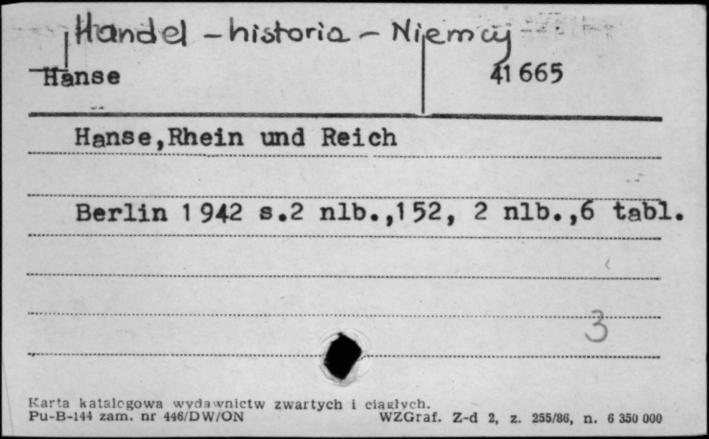 Handel - historia - Niemcy
Hanse 41 665
Hanse,Rhein und Reich
Berlin 1942 s.2 nlb.,152, 2 nlb.,6 tabl.
3
Karta katalogowa wydawnictw zwartych i ciągłych.
Pu-B-144 zam. nr 446/DW/ON WZGraf. Z-d 2, z. 255/86, n. 6 350 000